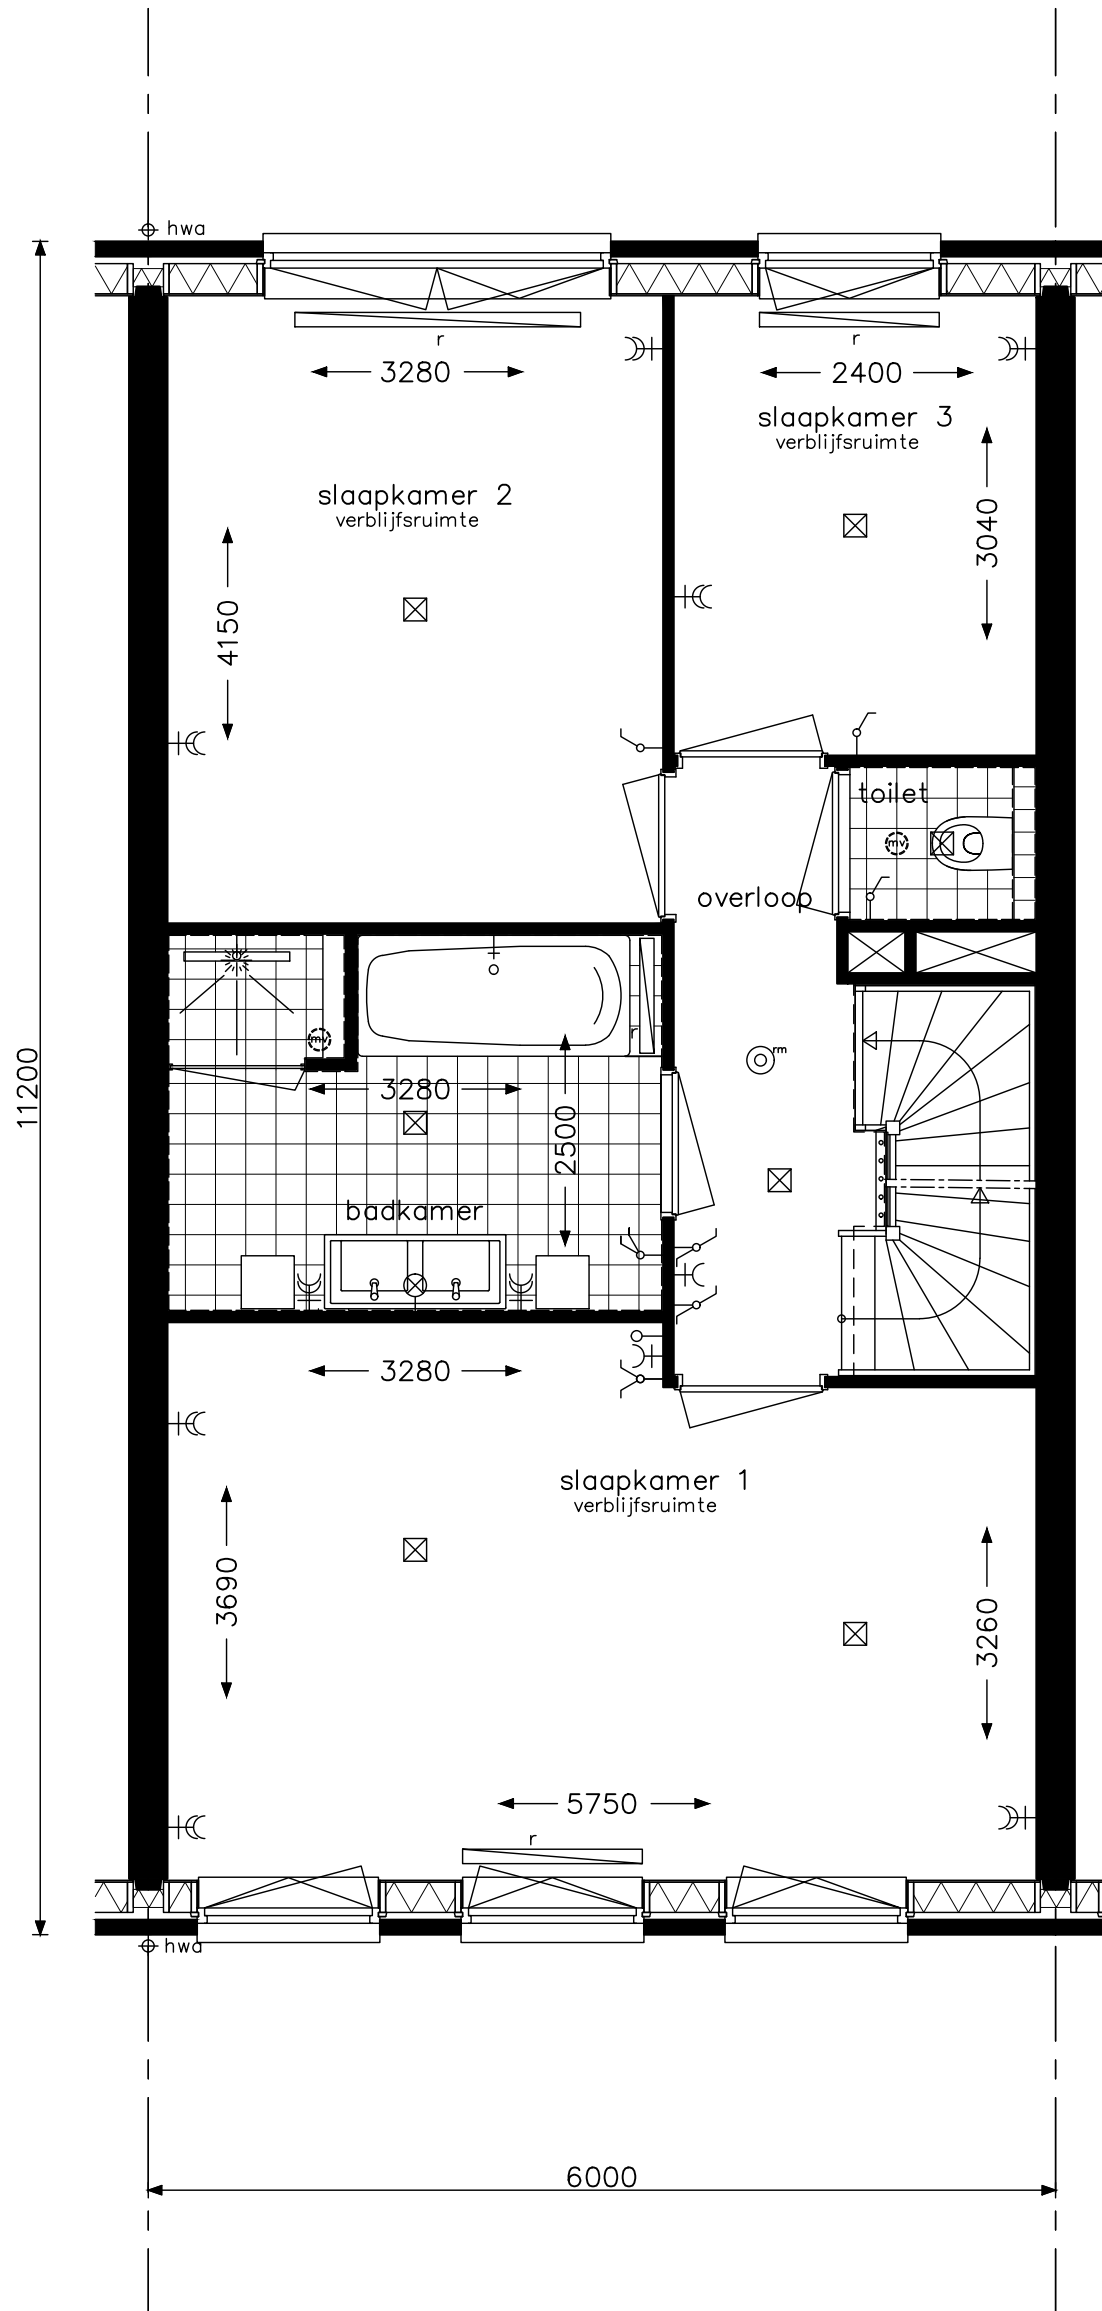 hwa
r
r
3280
2400
slaapkamer 3
verblijfsruimte
slaapkamer 2
verblijfsruimte
3040
4150
toilet
mv
overloop
mv
r
rm
11200
3280
2500
badkamer
3280
slaapkamer 1
verblijfsruimte
3690
3260
5750
r
hwa
6000